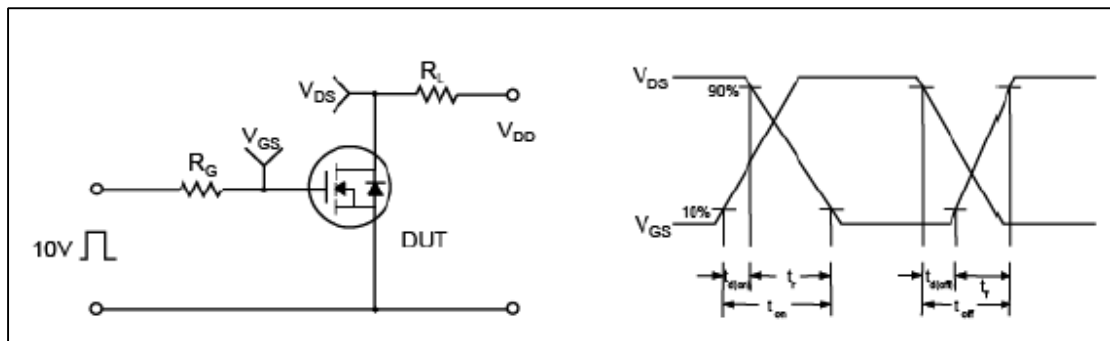 V_DS
R_L
V_DD
V_GS
R_G
10V
DUT
V_DS
90%
10%
V_GS
t_d(on)
t_r
t_on
t_d(off)
t_f
t_off